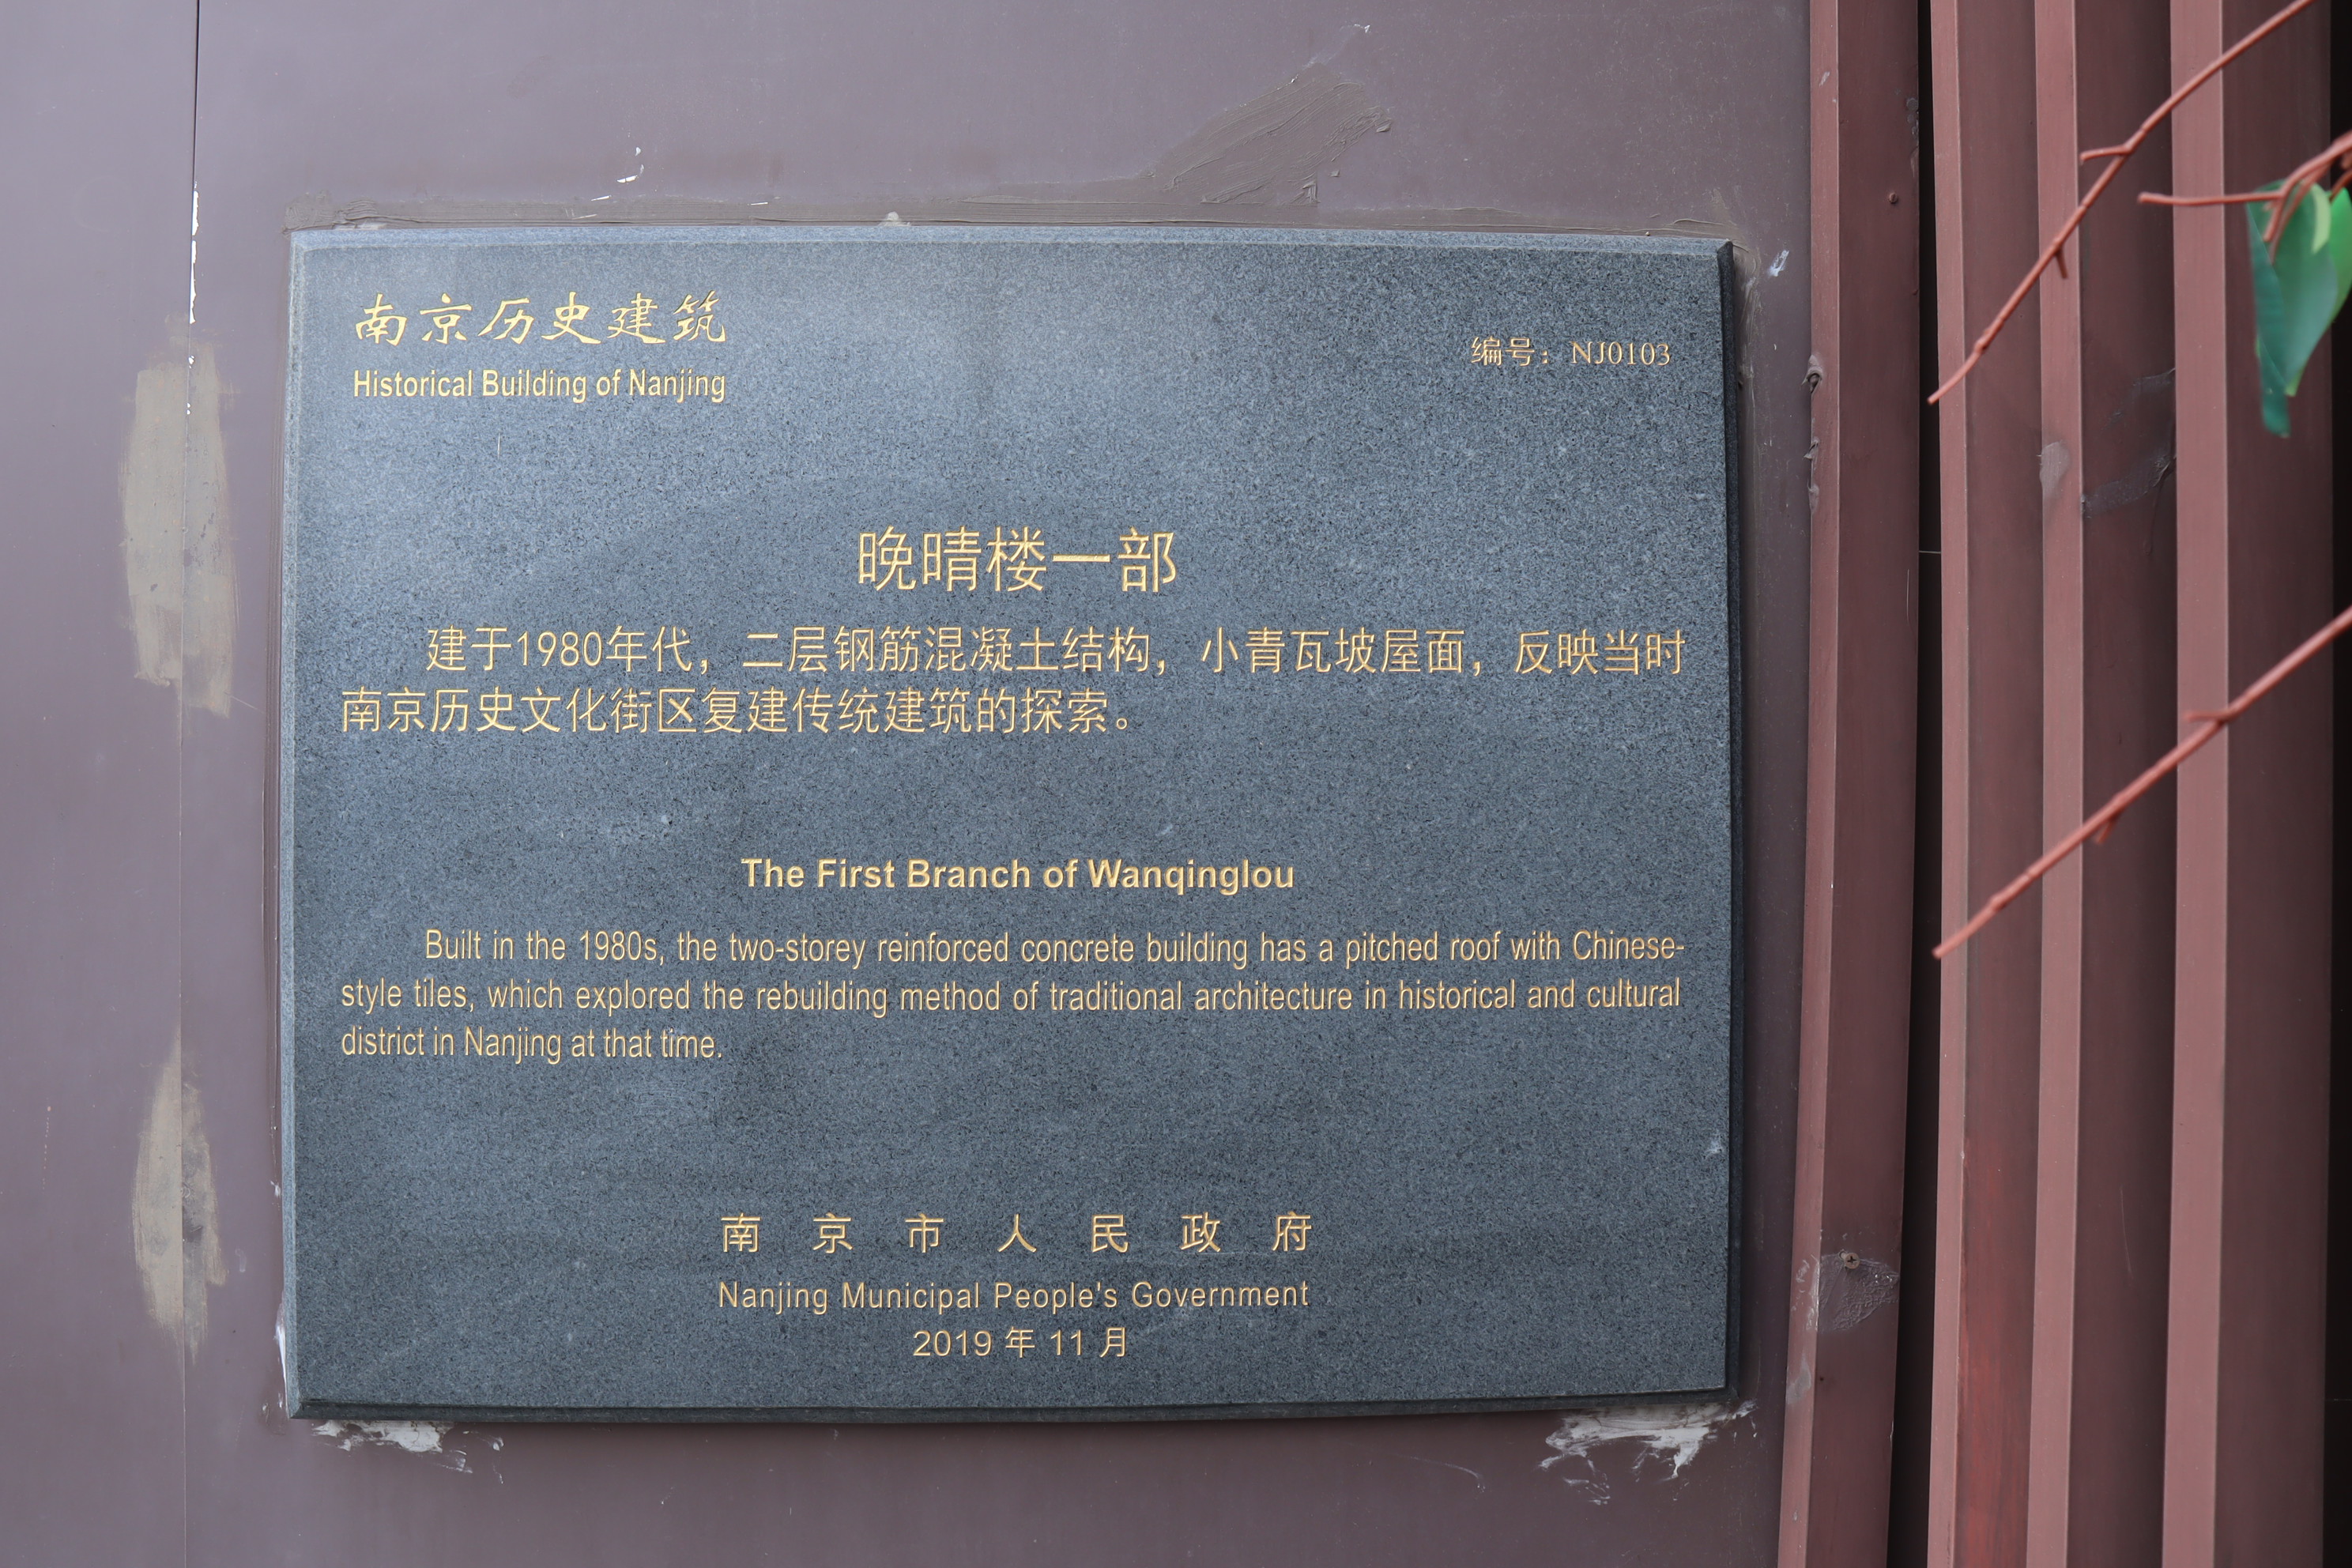 南京历史建筑
Historical Building of Nanjing
编号：NJ0103
晚晴楼一部
建于1980年代，二层钢筋混凝土结构，小青瓦坡屋面，反映当时
南京历史文化街区复建传统建筑的探索。
The First Branch of Wanqinglou
Built in the 1980s, the two-storey reinforced concrete building has a pitched roof with Chinese-
style tiles, which explored the rebuilding method of traditional architecture in historical and cultural
district in Nanjing at that time.
南京市人民政府
Nanjing Municipal People's Government
2019 年 11 月